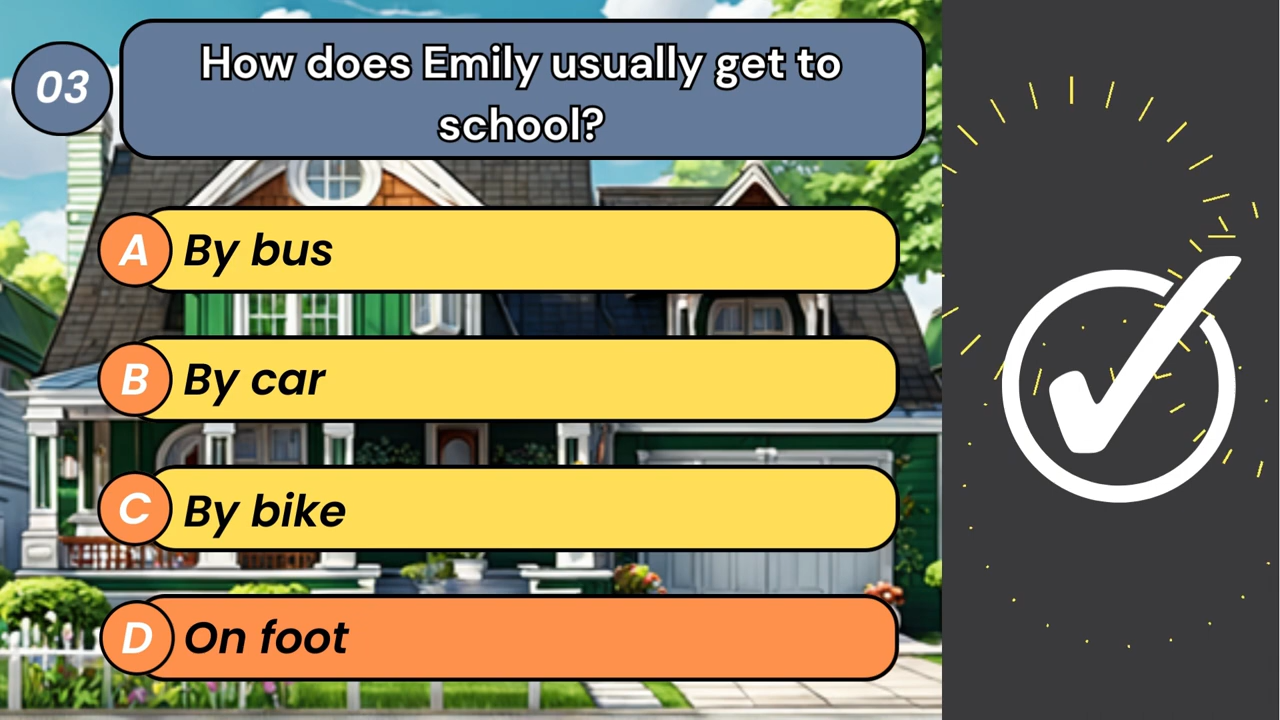 03
How does Emily usually get to
school?
A By bus
B By car
C By bike
D On foot